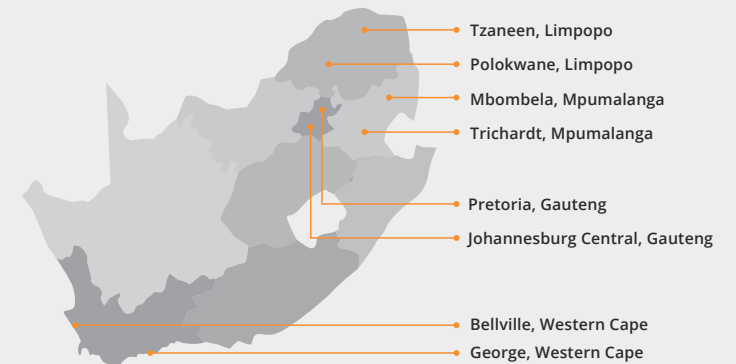 Tzaneen, Limpopo
Polokwane, Limpopo
Mbombela, Mpumalanga
Trichardt, Mpumalanga
Pretoria, Gauteng
Johannesburg Central, Gauteng
Bellville, Western Cape
George, Western Cape